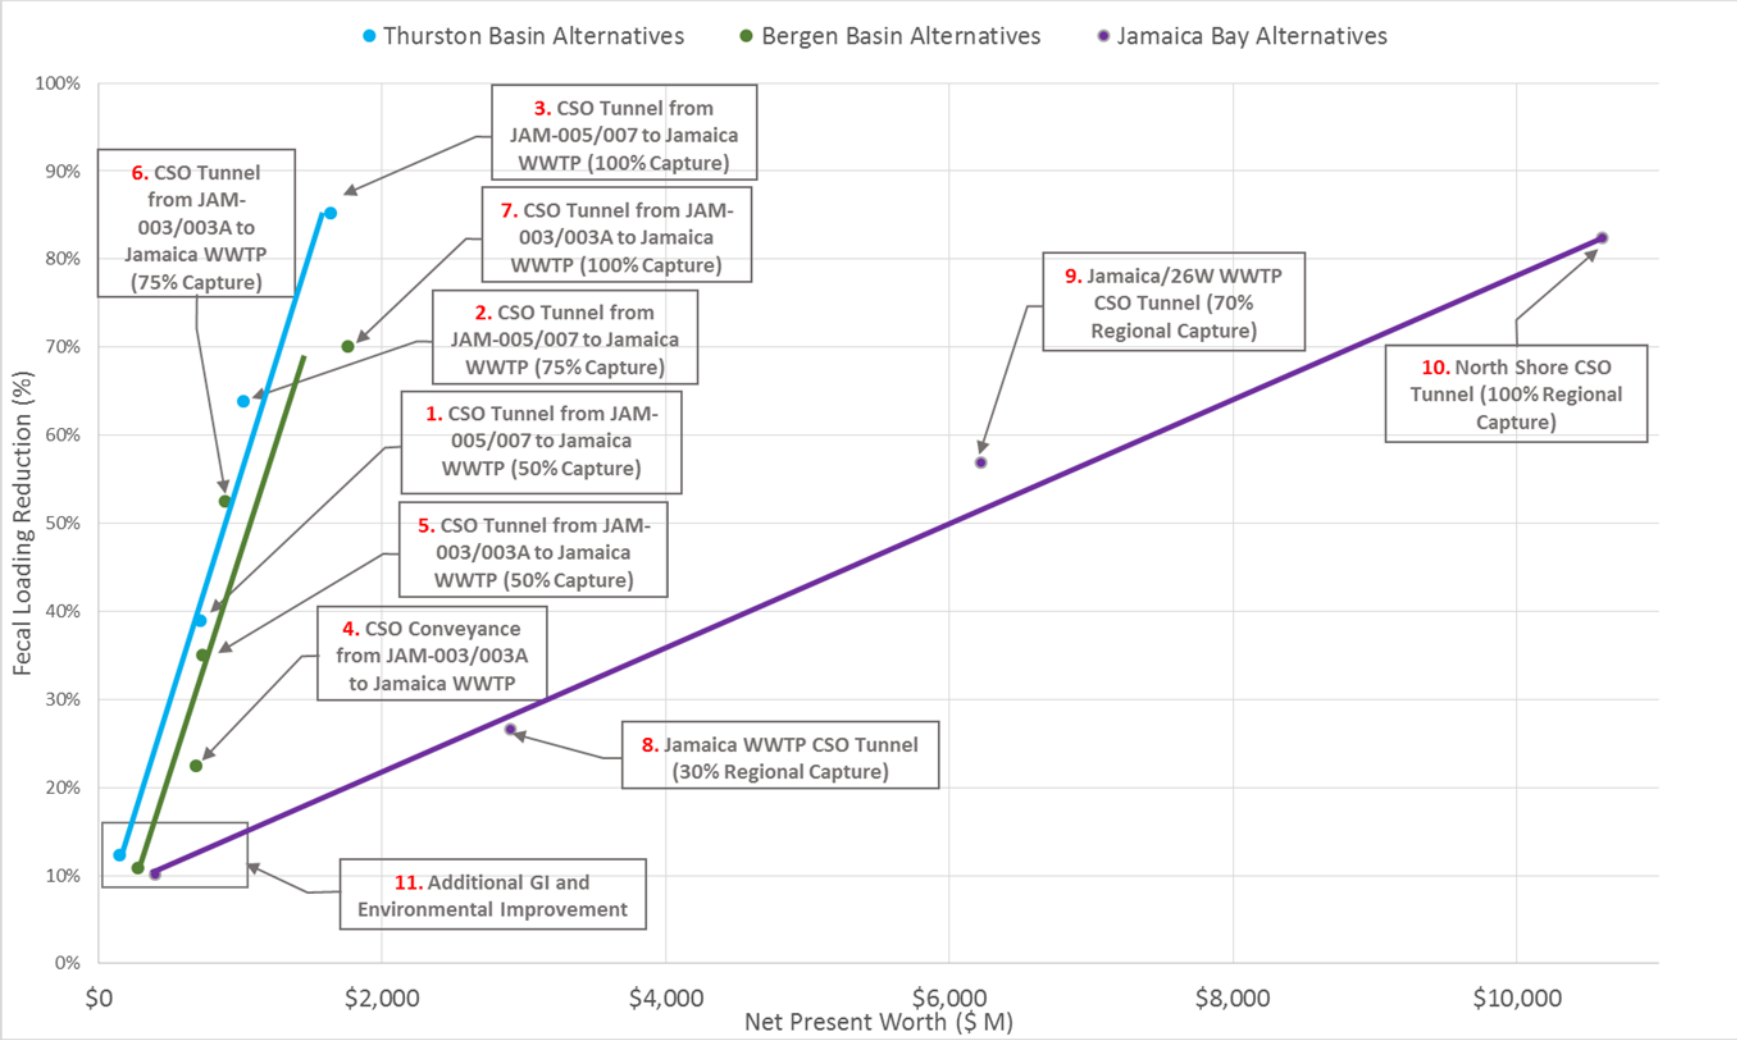 Thurston Basin Alternatives
Bergen Basin Alternatives
Jamaica Bay Alternatives
100%
90%
80%
70%
60%
50%
40%
30%
20%
10%
0%
Fecal Loading Reduction (%)
3. CSO Tunnel from
JAM-005/007 to Jamaica
WWTP (100% Capture)
6. CSO Tunnel
from JAM-
003/003A to
Jamaica WWTP
(75% Capture)
7. CSO Tunnel from JAM-
003/003A to Jamaica
WWTP (100% Capture)
2. CSO Tunnel from
JAM-005/007 to Jamaica
WWTP (75% Capture)
1. CSO Tunnel from JAM-
005/007 to Jamaica
WWTP (50% Capture)
5. CSO Tunnel from JAM-
003/003A to Jamaica
WWTP (50% Capture)
4. CSO Conveyance
from JAM-003/003A
to Jamaica WWTP
9. Jamaica/26W WWTP
CSO Tunnel (70%
Regional Capture)
10. North Shore CSO
Tunnel (100% Regional
Capture)
8. Jamaica WWTP CSO Tunnel
(30% Regional Capture)
11. Additional GI and
Environmental Improvement
$0
$2,000
$4,000
$6,000
$8,000
$10,000
Net Present Worth ($ M)